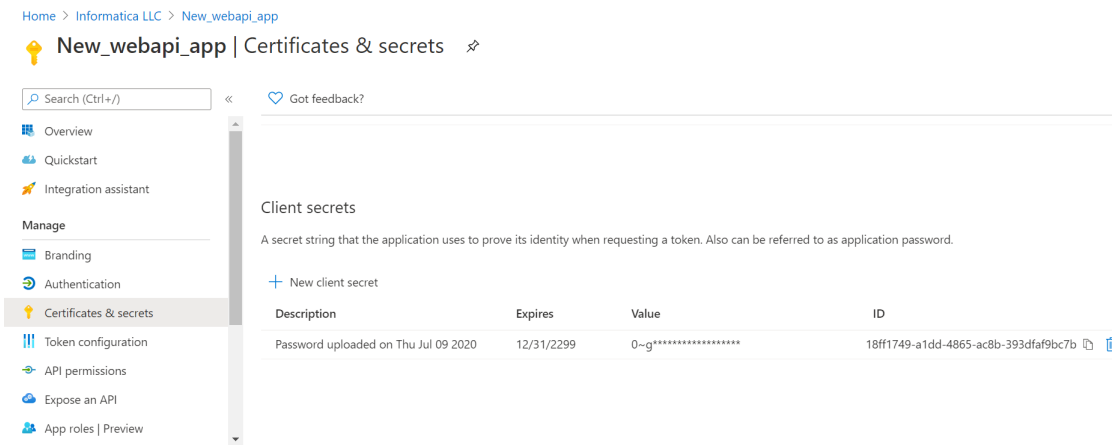 Home > Informatica LLC > New_webapi_app
New_webapi_app | Certificates & secrets
Search (Ctrl+/)
«
Got feedback?
Overview
Quickstart
Integration assistant
Manage
Branding
Authentication
Certificates & secrets
Token configuration
API permissions
Expose an API
App roles | Preview
Client secrets
A secret string that the application uses to prove its identity when requesting a token. Also can be referred to as application password.
New client secret
Description Expires Value ID
Password uploaded on Thu Jul 09 2020 12/31/2299 0~g****************** 18ff1749-a1dd-4865-ac8b-393dfaf9bc7b